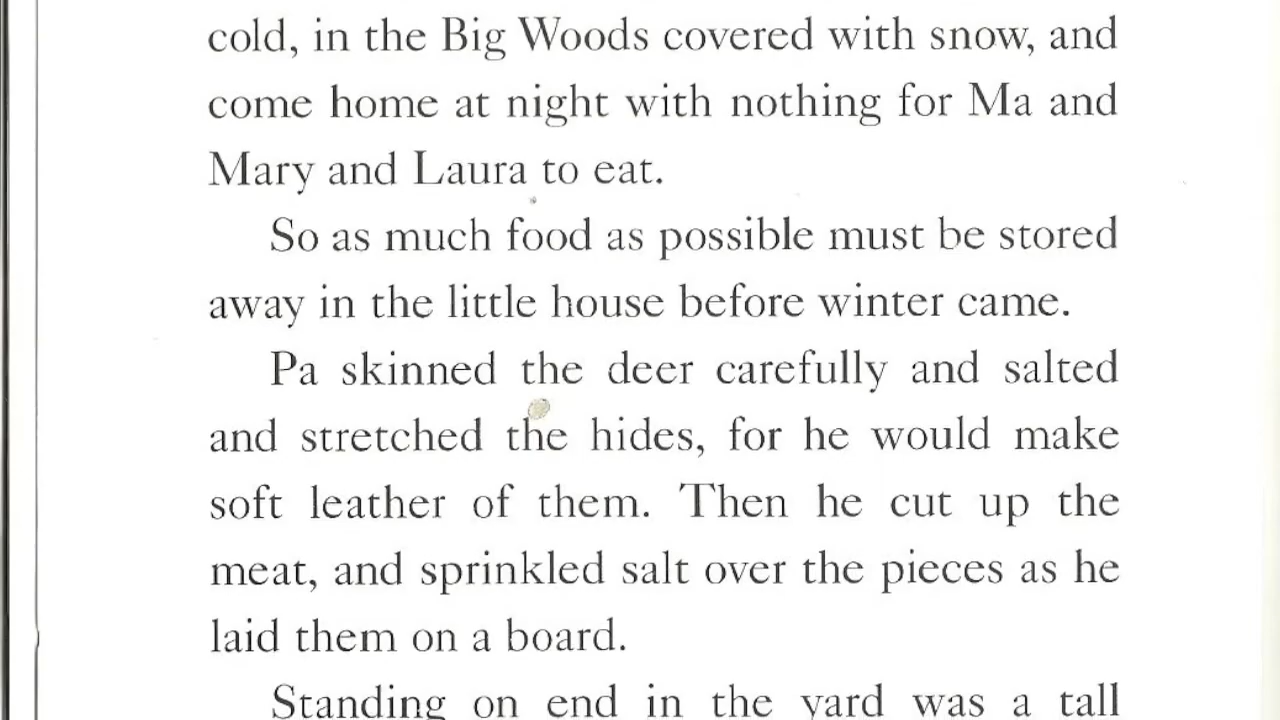 cold, in the Big Woods covered with snow, and
come home at night with nothing for Ma and
Mary and Laura to eat.
So as much food as possible must be stored
away in the little house before winter came.
Pa skinned the deer carefully and salted
and stretched the hides, for he would make
soft leather of them. Then he cut up the
meat, and sprinkled salt over the pieces as he
laid them on a board.
Standing on end in the yard was a tall